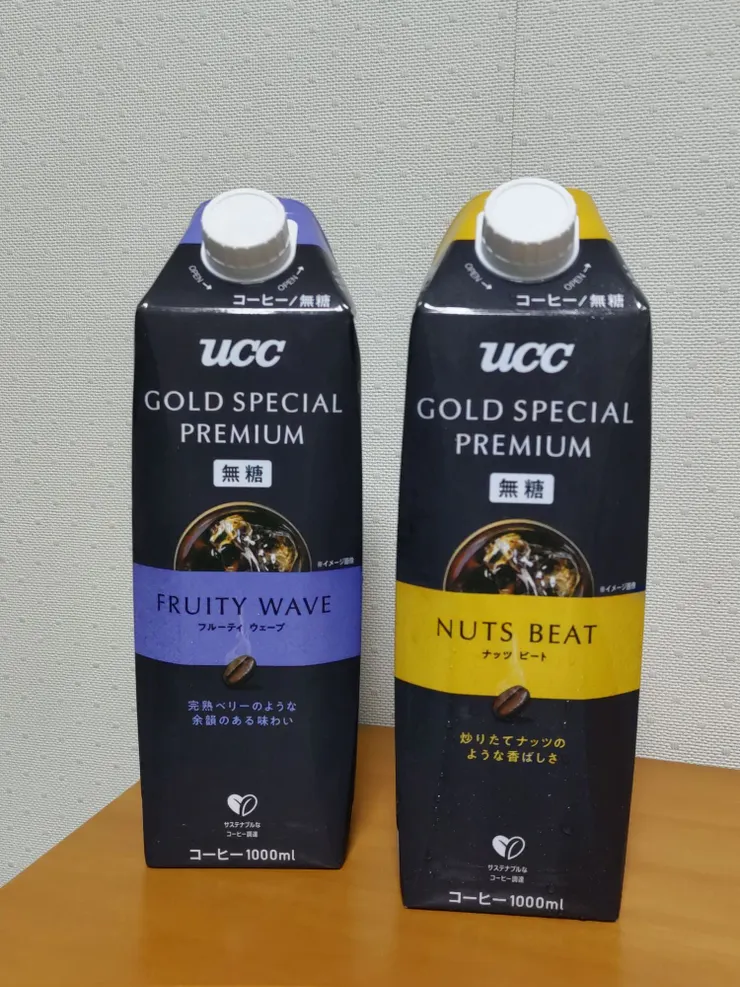 OPEN
OPEN
コーヒー/無糖
UCC
GOLD SPECIAL
PREMIUM
無糖
※イメージ画像
FRUITY WAVE
フルーティ ウェーブ
完熟ベリーのような
余韻のある味わい
サステナブルな
コーヒー調達
コーヒー1000ml
OPEN
OPEN
コーヒー/無糖
UCC
GOLD SPECIAL
PREMIUM
無糖
※イメージ画像
NUTS BEAT
ナッツ ビート
炒りたてナッツの
ような香ばしさ
サステナブルな
コーヒー調達
コーヒー1000ml